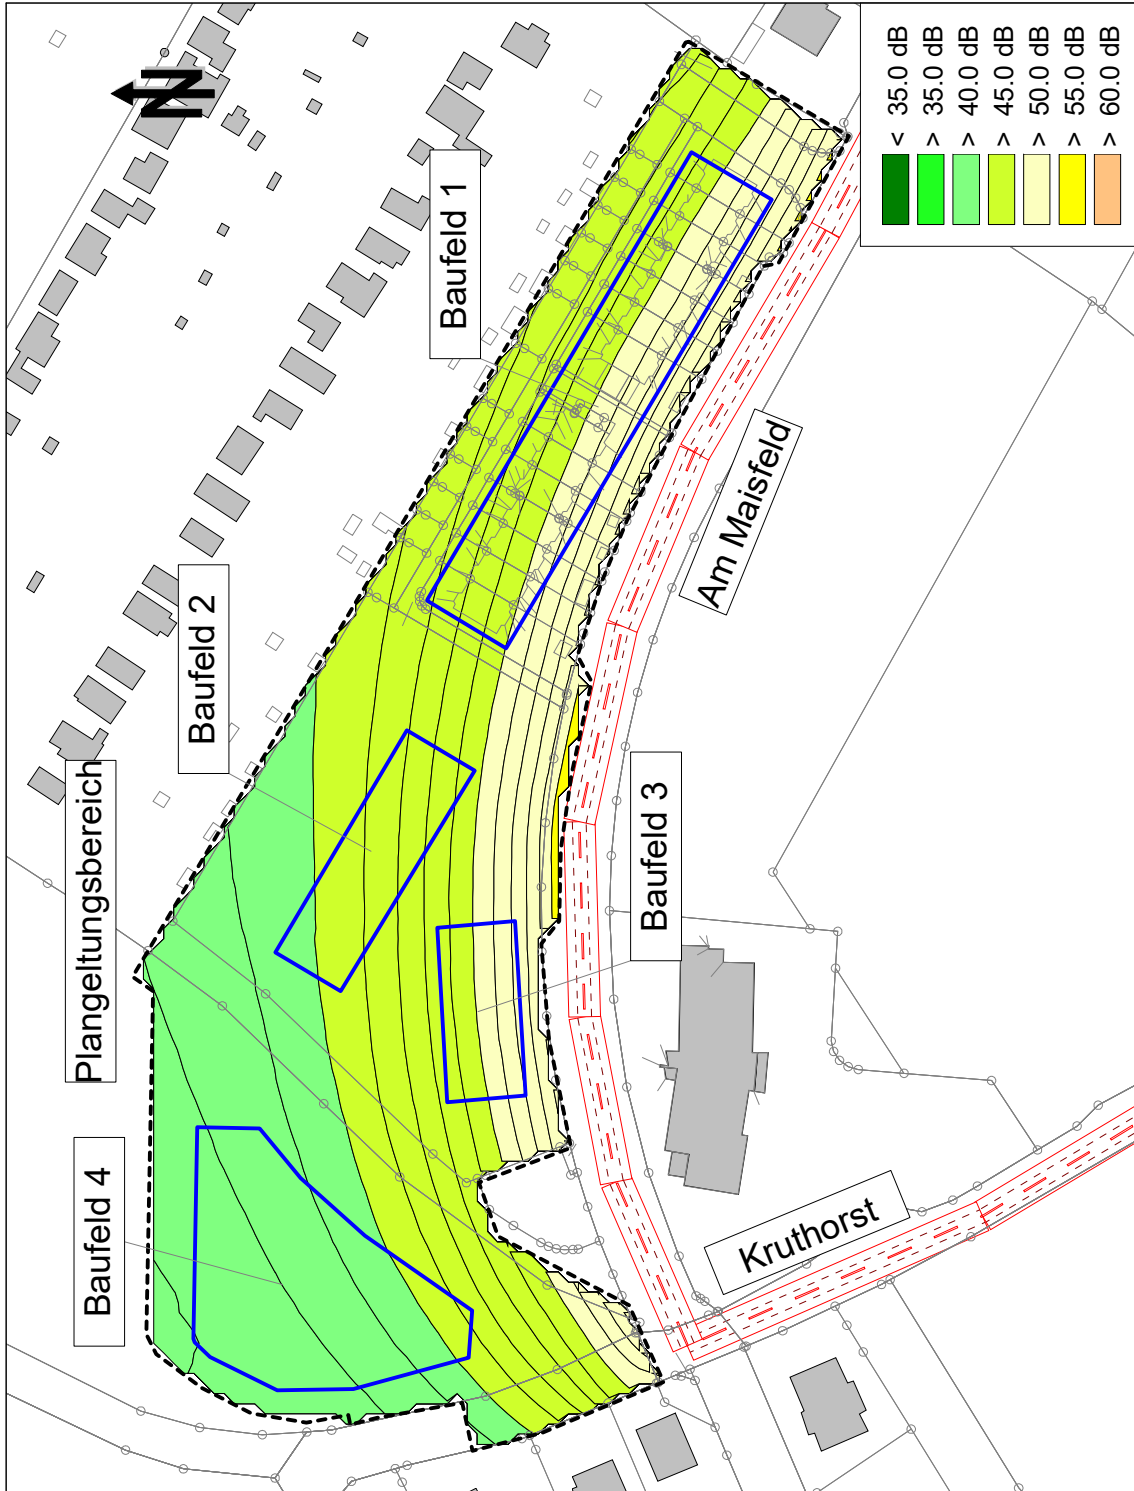 N
Baufeld 4
Plangeltungsbereich
Baufeld 2
Baufeld 1
Baufeld 3
Am Maisfeld
Kruthorst
< 35.0 dB
> 35.0 dB
> 40.0 dB
> 45.0 dB
> 50.0 dB
> 55.0 dB
> 60.0 dB